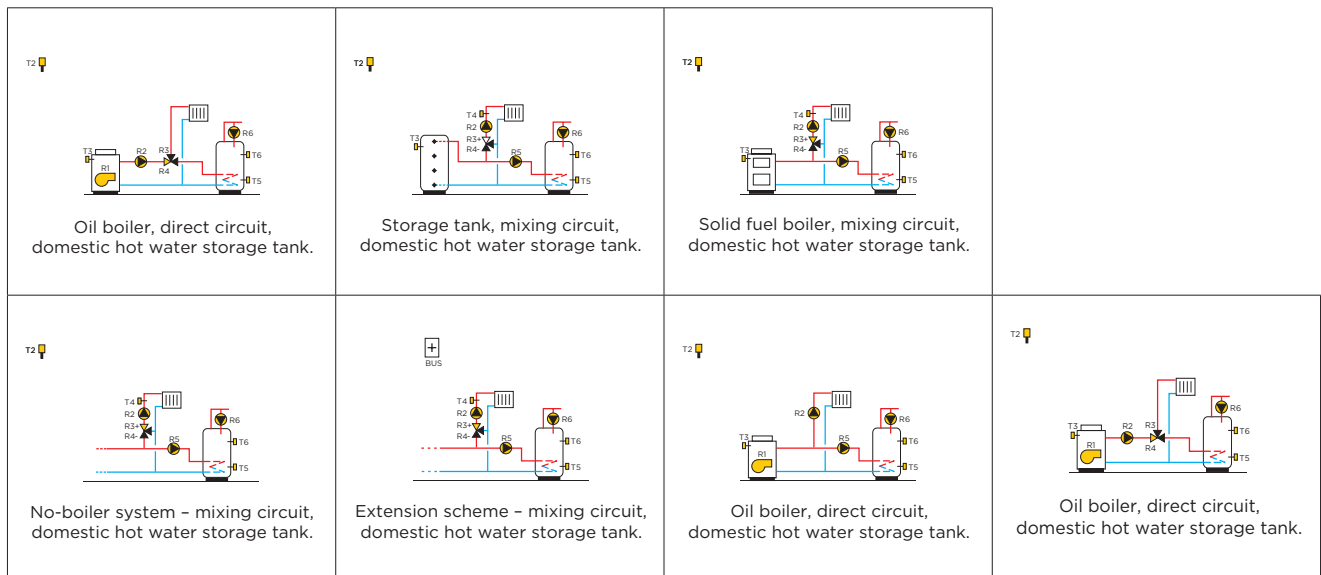 T2
T4
R2
R3+
R4-
R6
T3
R2
R3
R4
R1
T6
T5
Oil boiler, direct circuit,
domestic hot water storage tank.
T2
T4
R2
R3+
R4-
R6
T3
R5
T6
T5
Storage tank, mixing circuit,
domestic hot water storage tank.
T2
T4
R2
R3+
R4-
R6
T3
R5
T6
T5
Solid fuel boiler, mixing circuit,
domestic hot water storage tank.
T2
T4
R2
R3+
R4-
R6
R5
T6
T5
No-boiler system – mixing circuit,
domestic hot water storage tank.
BUS
T4
R2
R3+
R4-
R6
R5
T6
T5
Extension scheme – mixing circuit,
domestic hot water storage tank.
T2
R2
R6
T3
R5
R1
T6
T5
Oil boiler, direct circuit,
domestic hot water storage tank.
T2
R6
T3
R2
R3
R4
R1
T6
T5
Oil boiler, direct circuit,
domestic hot water storage tank.